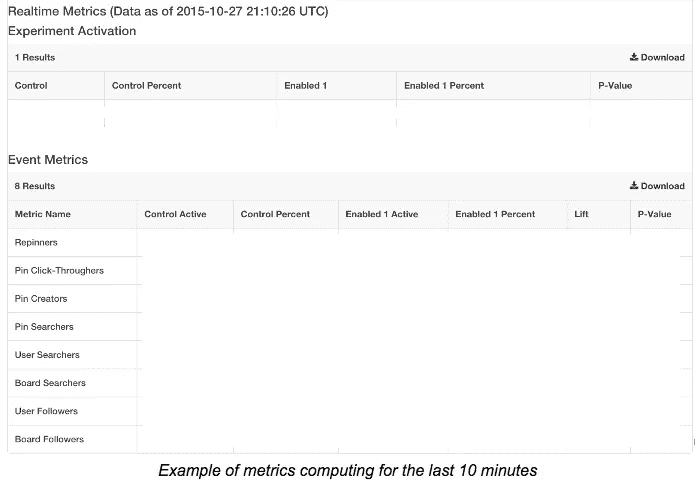 Realtime Metrics (Data as of 2015-10-27 21:10:26 UTC)
Experiment Activation
1 Results Download
Control Control Percent Enabled 1 Enabled 1 Percent P-Value
Event Metrics
8 Results Download
Metric Name Control Active Control Percent Enabled 1 Active Enabled 1 Percent Lift P-Value
Repinners
Pin Click-Throughers
Pin Creators
Pin Searchers
User Searchers
Board Searchers
User Followers
Board Followers
Example of metrics computing for the last 10 minutes